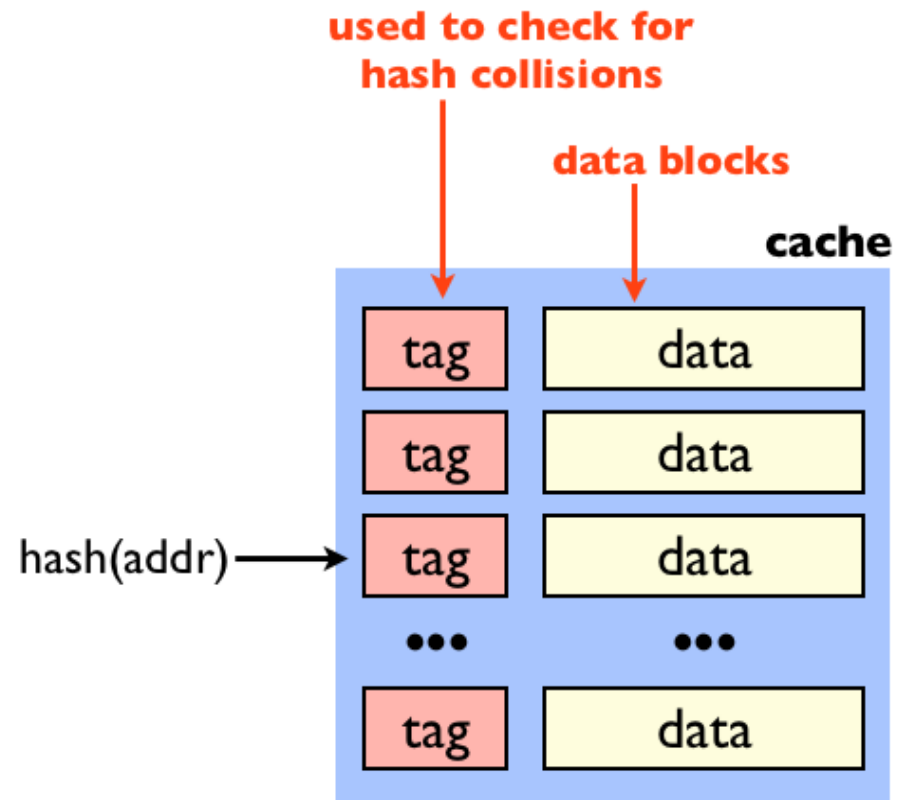 used to check for
hash collisions
data blocks
cache
tag data
tag data
hash(addr) tag data
••• •••
tag data